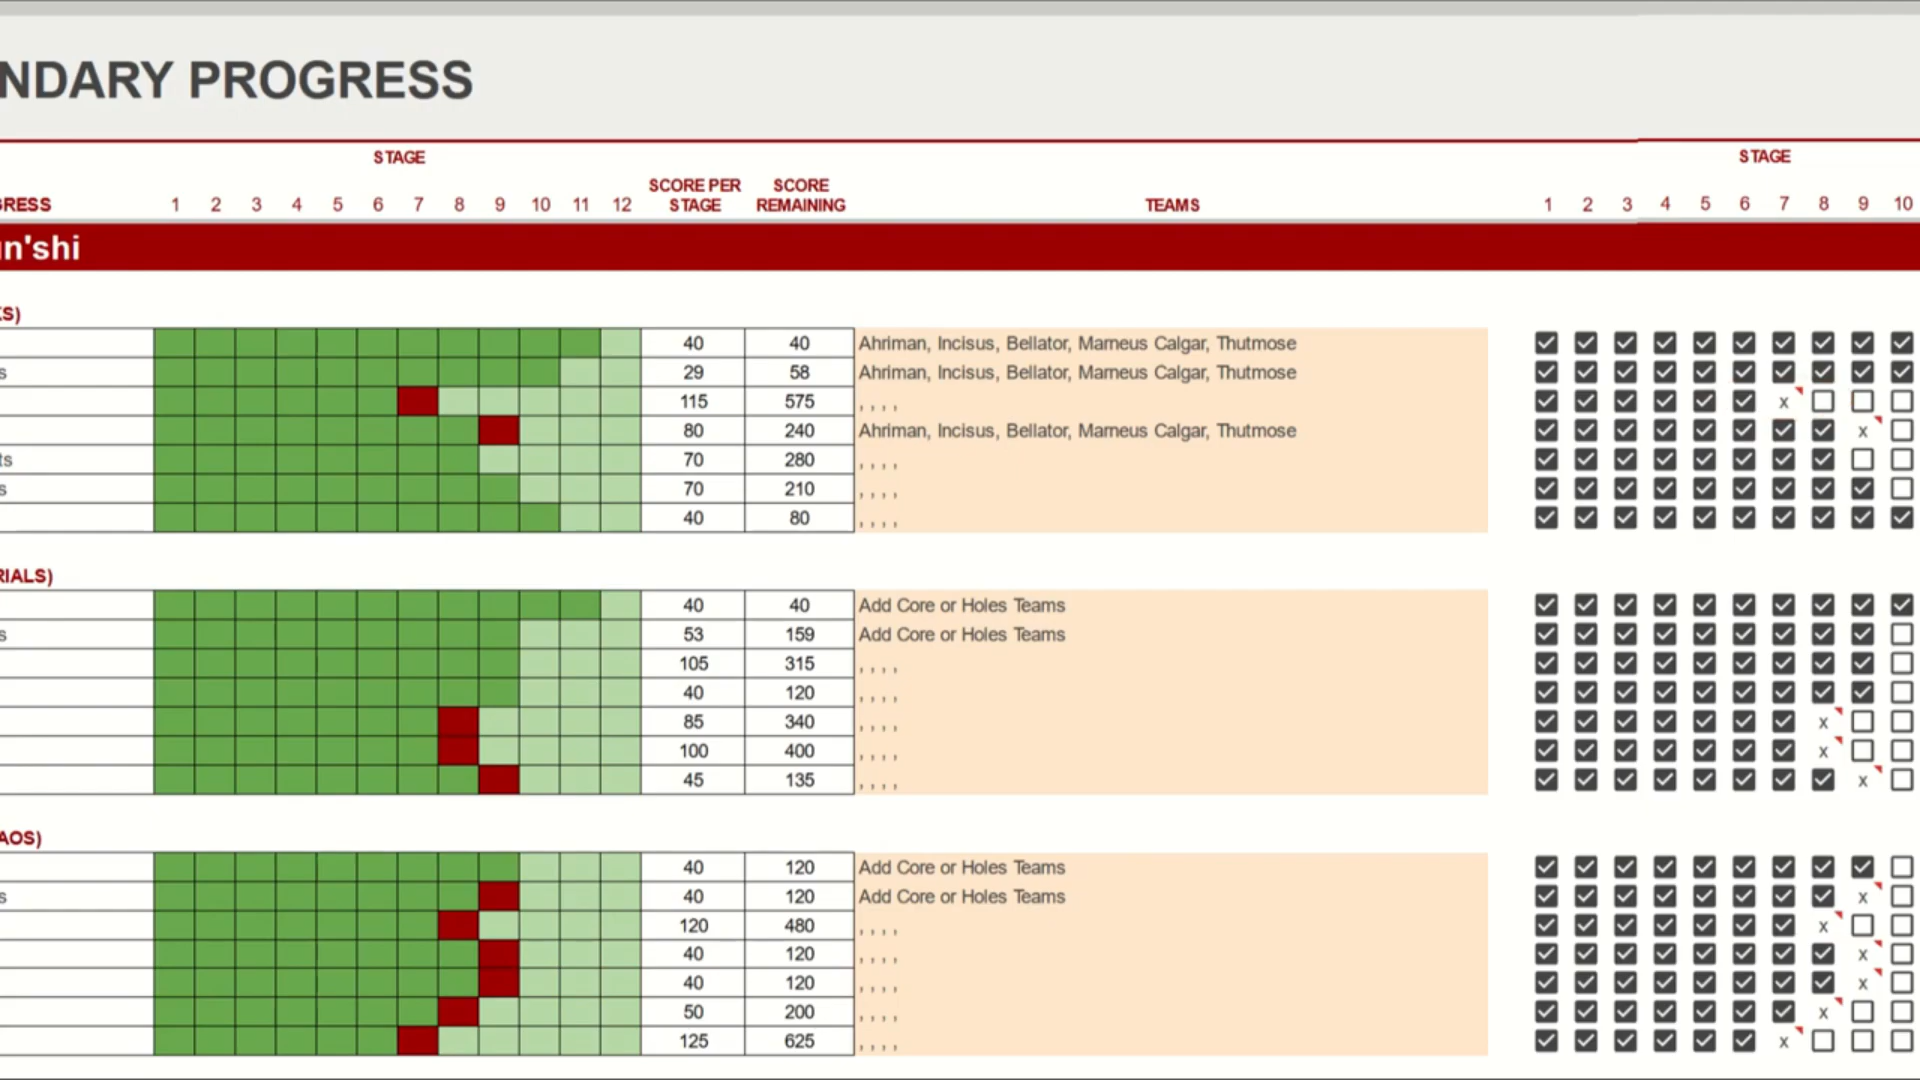 NDARY PROGRESS
STAGE STAGE
GRESS 1 2 3 4 5 6 7 8 9 10 11 12 SCORE PER STAGE SCORE REMAINING TEAMS 1 2 3 4 5 6 7 8 9 10
n'shi
KS)
40 40 Ahriman, Incisus, Bellator, Marneus Calgar, Thutmose
s 29 58 Ahriman, Incisus, Bellator, Marneus Calgar, Thutmose
115 575 , , , , x
80 240 Ahriman, Incisus, Bellator, Marneus Calgar, Thutmose x
ts 70 280 , , , ,
s 70 210 , , , ,
40 80 , , , ,
RIALS)
40 40 Add Core or Holes Teams
s 53 159 Add Core or Holes Teams
105 315 , , , ,
40 120 , , , ,
85 340 , , , , x
100 400 , , , , x
45 135 , , , , x
AOS)
40 120 Add Core or Holes Teams
s 40 120 Add Core or Holes Teams x
120 480 , , , , x
40 120 , , , , x
40 120 , , , , x
50 200 , , , , x
125 625 , , , , x